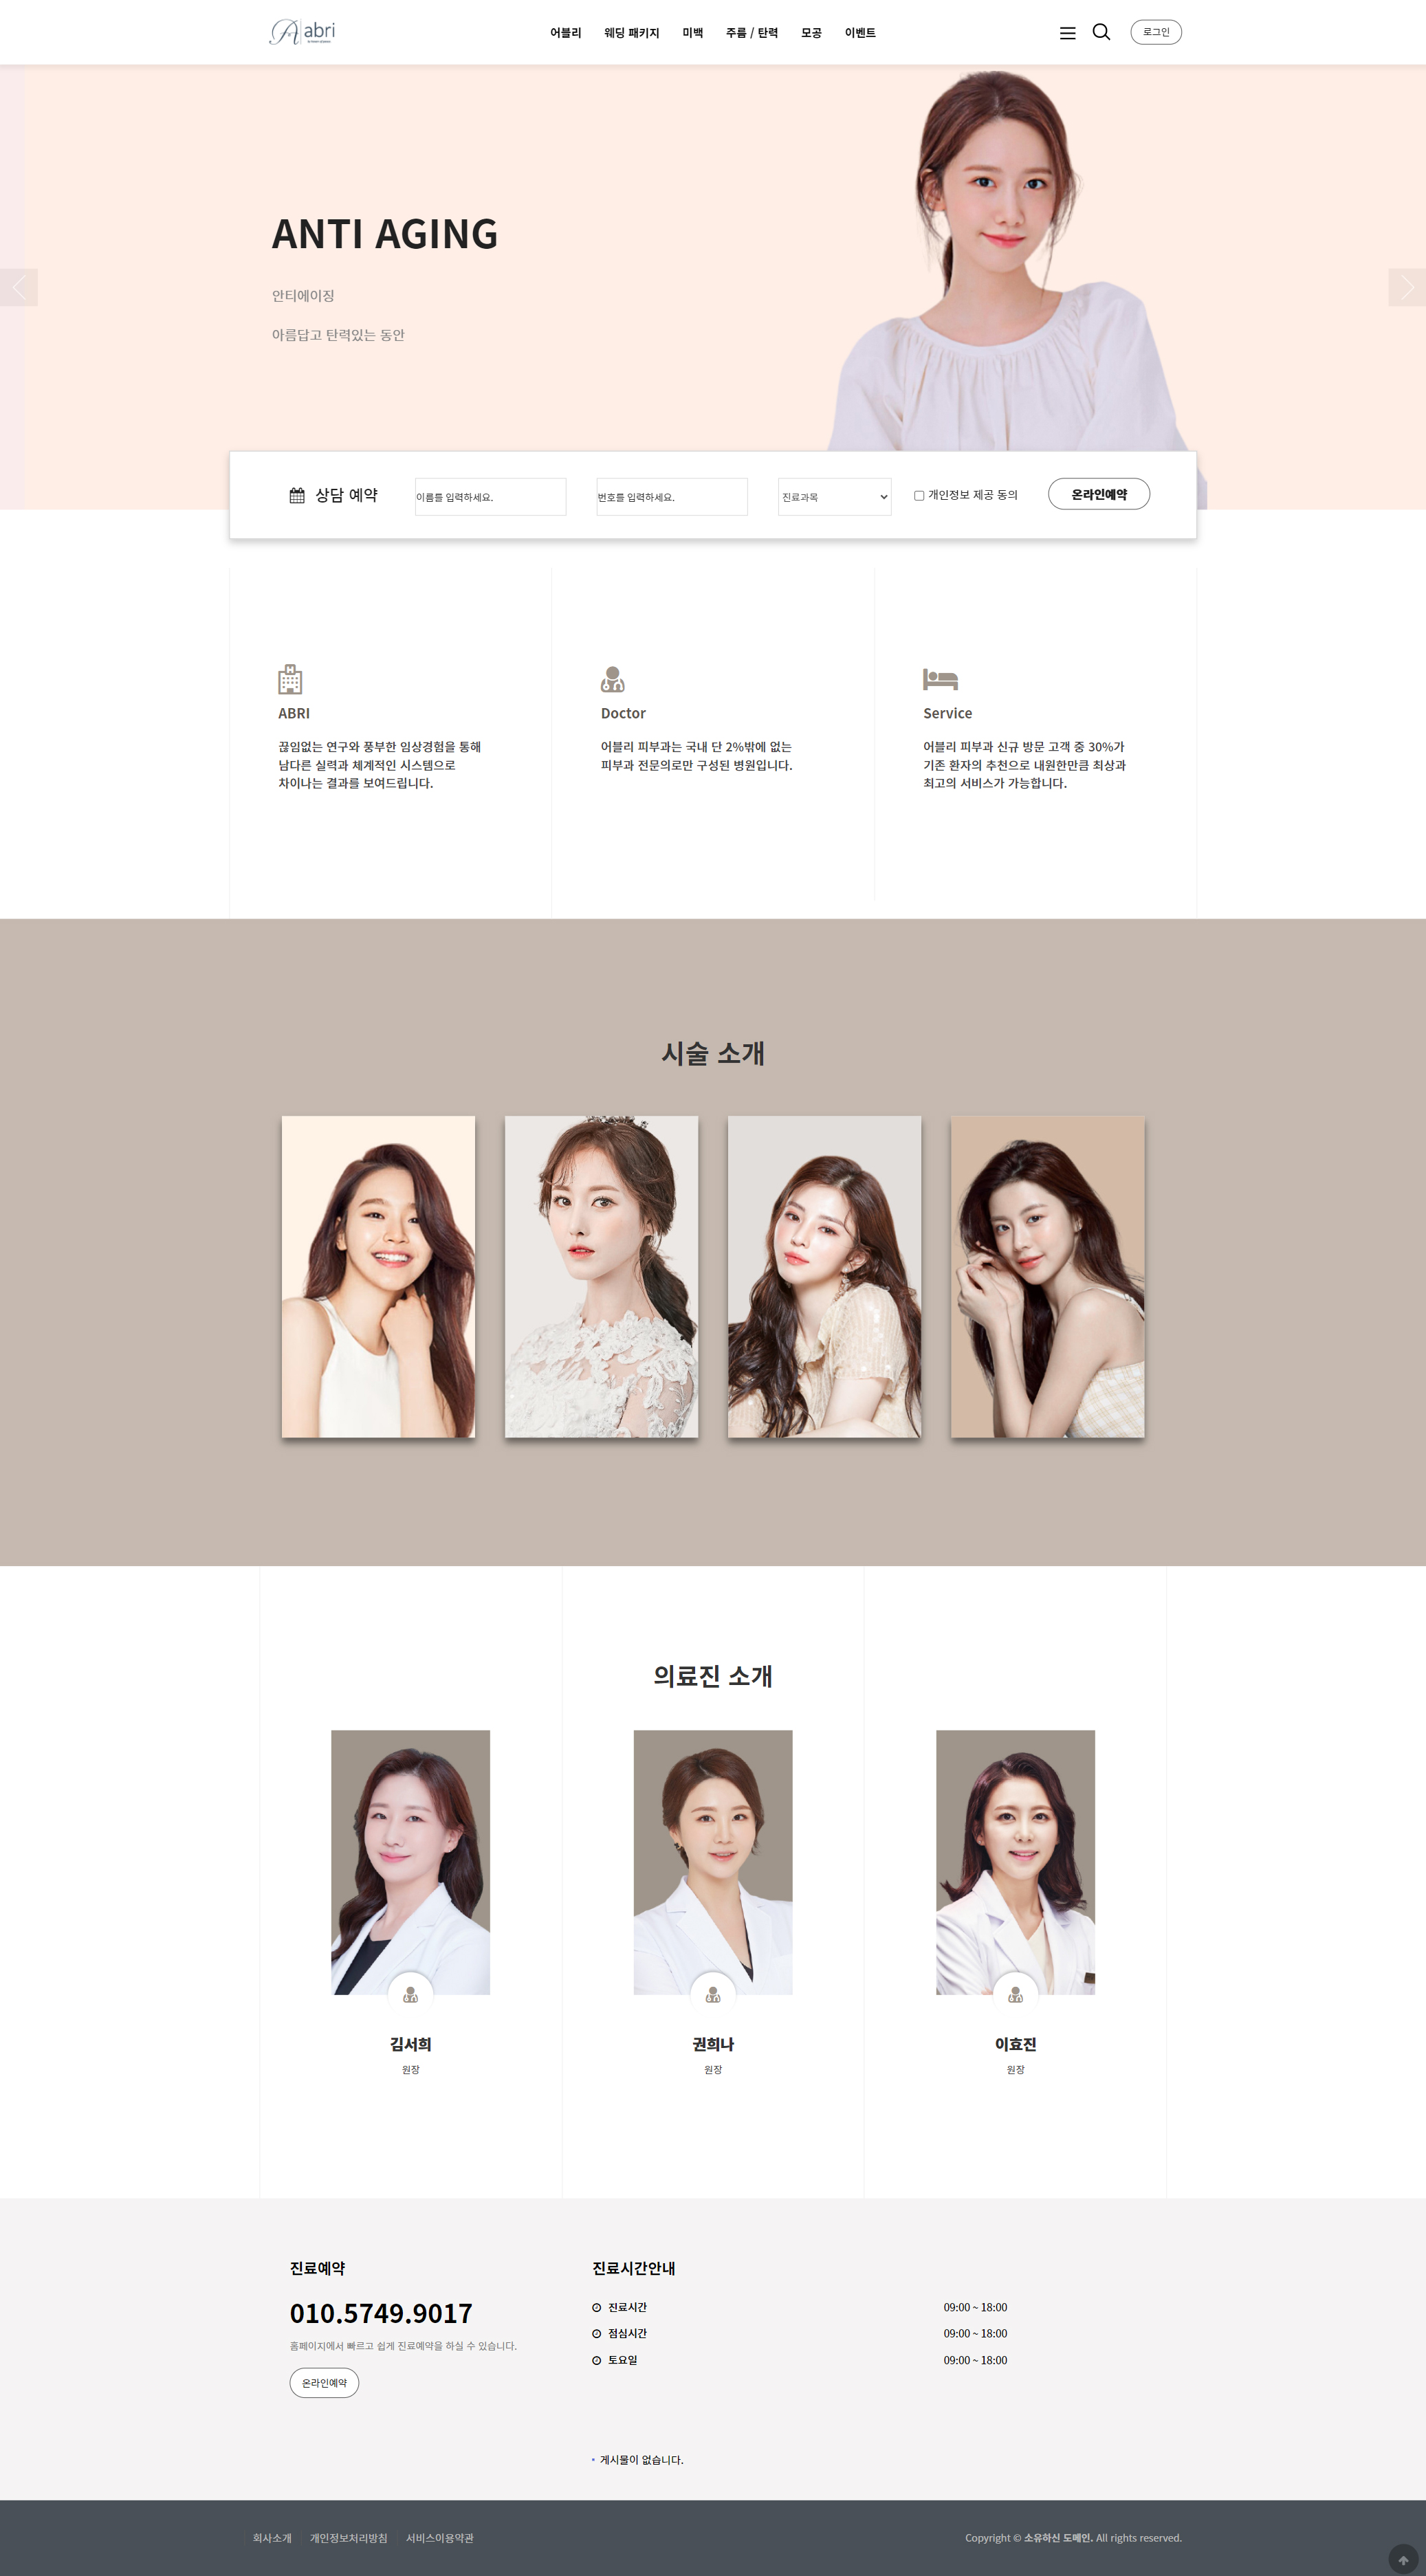 abri
어블리
웨딩 패키지
미백
주름 / 탄력
모공
이벤트
로그인
ANTI AGING
안티에이징
아름답고 탄력있는 동안
상담 예약
이름를 입력하세요.
번호를 입력하세요.
진료과목
개인정보 제공 동의
온라인예약
ABRI
끊임없는 연구와 풍부한 임상경험을 통해
남다른 실력과 체계적인 시스템으로
차이나는 결과를 보여드립니다.
Doctor
어블리 피부과는 국내 단 2%밖에 없는
피부과 전문의로만 구성된 병원입니다.
Service
어블리 피부과 신규 방문 고객 중 30%가
기존 환자의 추천으로 내원한만큼 최상과
최고의 서비스가 가능합니다.
시술 소개
의료진 소개
김서희
원장
권희나
원장
이효진
원장
진료예약
010.5749.9017
홈페이지에서 빠르고 쉽게 진료예약을 하실 수 있습니다.
온라인예약
진료시간안내
진료시간 09:00 ~ 18:00
점심시간 09:00 ~ 18:00
토요일 09:00 ~ 18:00
게시물이 없습니다.
회사소개
개인정보처리방침
서비스이용약관
Copyright © 소유하신 도메인. All rights reserved.